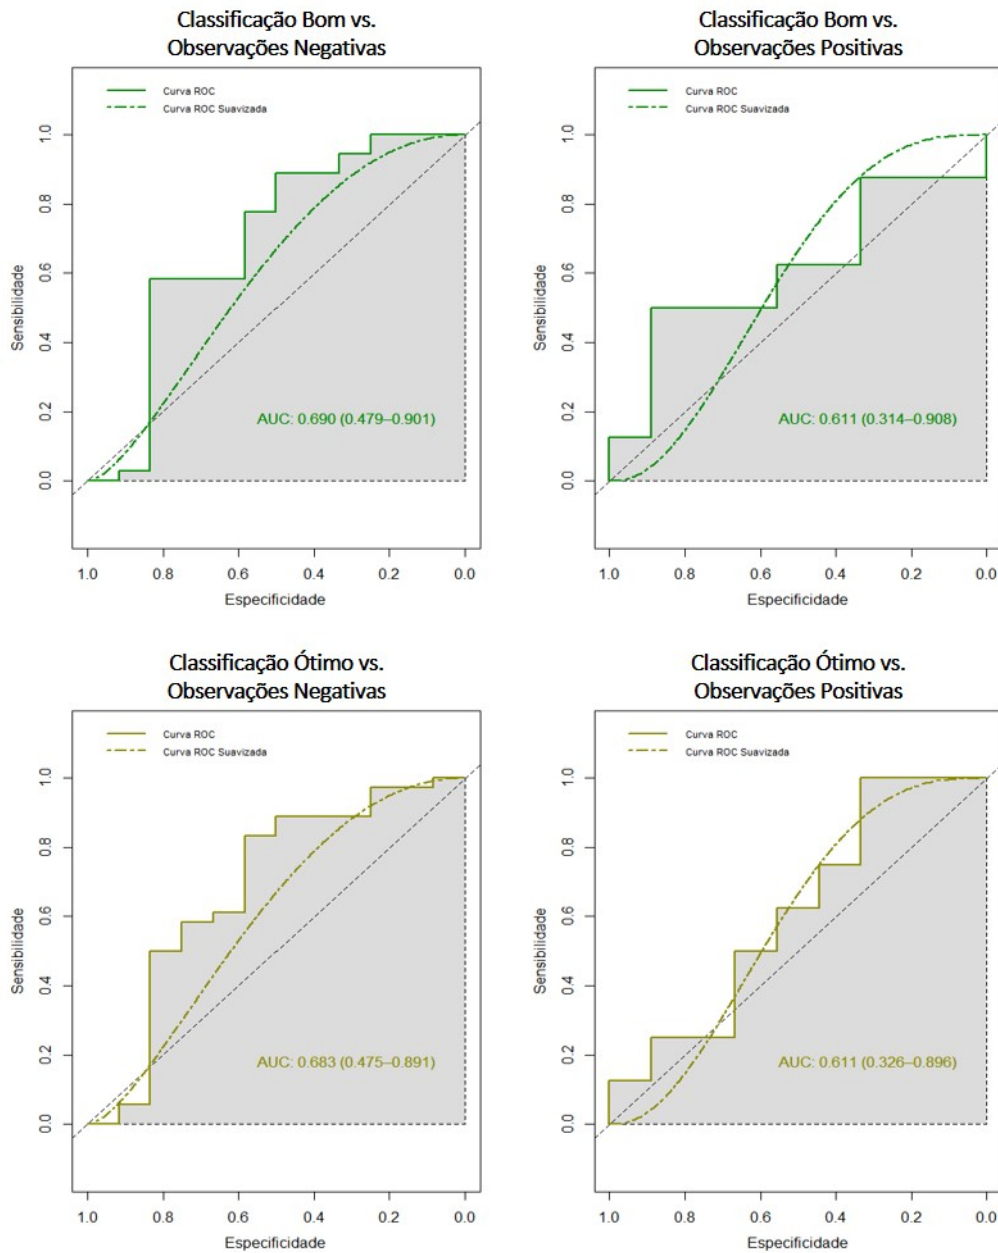 Classificação Bom vs.
Observações Negativas
Curva ROC
Curva ROC Suavizada
1.0
0.8
0.6
0.4
0.2
0.0
Sensibilidade
AUC: 0.690 (0.479–0.901)
1.0 0.8 0.6 0.4 0.2 0.0
Especificidade
Classificação Bom vs.
Observações Positivas
Curva ROC
Curva ROC Suavizada
1.0
0.8
0.6
0.4
0.2
0.0
Sensibilidade
AUC: 0.611 (0.314–0.908)
1.0 0.8 0.6 0.4 0.2 0.0
Especificidade
Classificação Ótimo vs.
Observações Negativas
Curva ROC
Curva ROC Suavizada
1.0
0.8
0.6
0.4
0.2
0.0
Sensibilidade
AUC: 0.683 (0.475–0.891)
1.0 0.8 0.6 0.4 0.2 0.0
Especificidade
Classificação Ótimo vs.
Observações Positivas
Curva ROC
Curva ROC Suavizada
1.0
0.8
0.6
0.4
0.2
0.0
Sensibilidade
AUC: 0.611 (0.326–0.896)
1.0 0.8 0.6 0.4 0.2 0.0
Especificidade